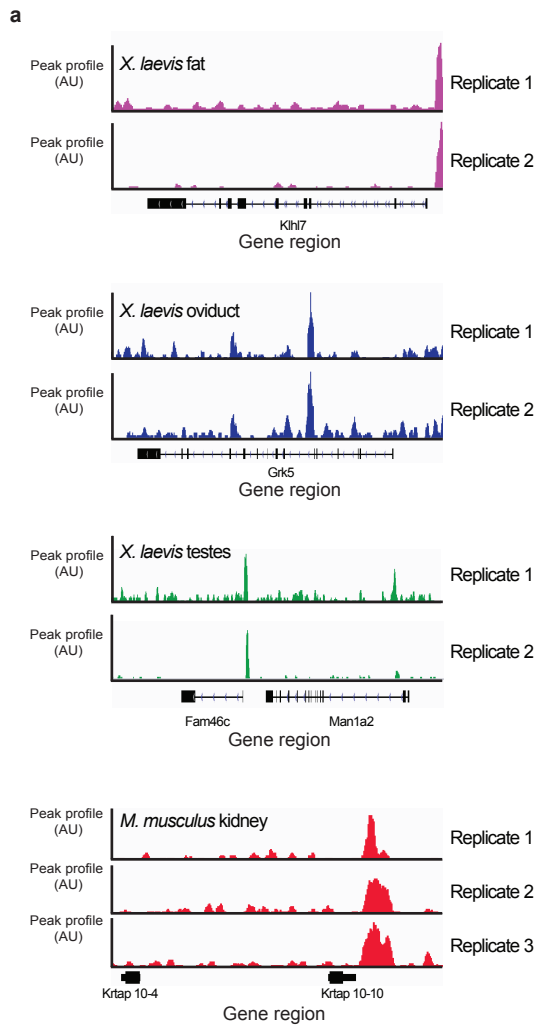 a
Peak profile
(AU)
X. laevis fat
Replicate 1
Peak profile
(AU)
Replicate 2
Klhl7
Gene region
Peak profile
(AU)
X. laevis oviduct
Replicate 1
Peak profile
(AU)
Replicate 2
Grk5
Gene region
Peak profile
(AU)
X. laevis testes
Replicate 1
Peak profile
(AU)
Replicate 2
Fam46c Man1a2
Gene region
Peak profile
(AU)
M. musculus kidney
Replicate 1
Peak profile
(AU)
Replicate 2
Peak profile
(AU)
Replicate 3
Krtap 10-4 Krtap 10-10
Gene region